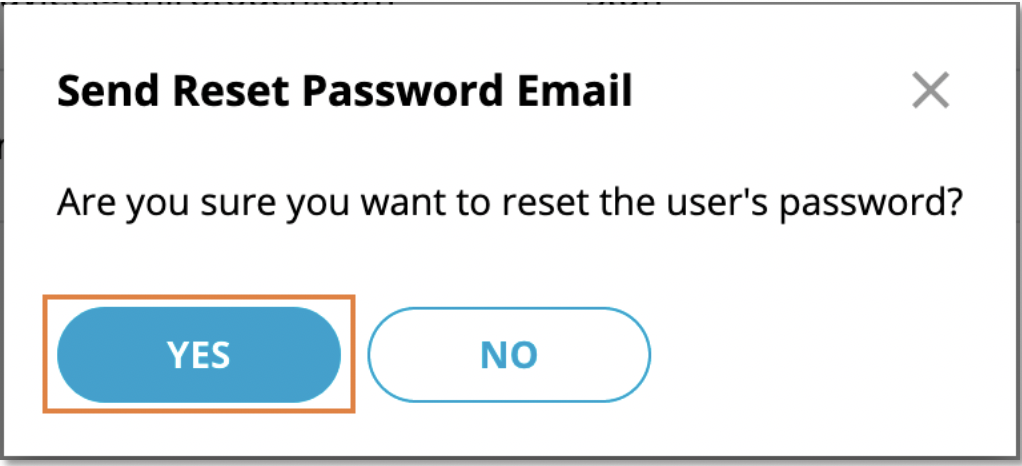 Send Reset Password Email
Are you sure you want to reset the user's password?
YES
NO